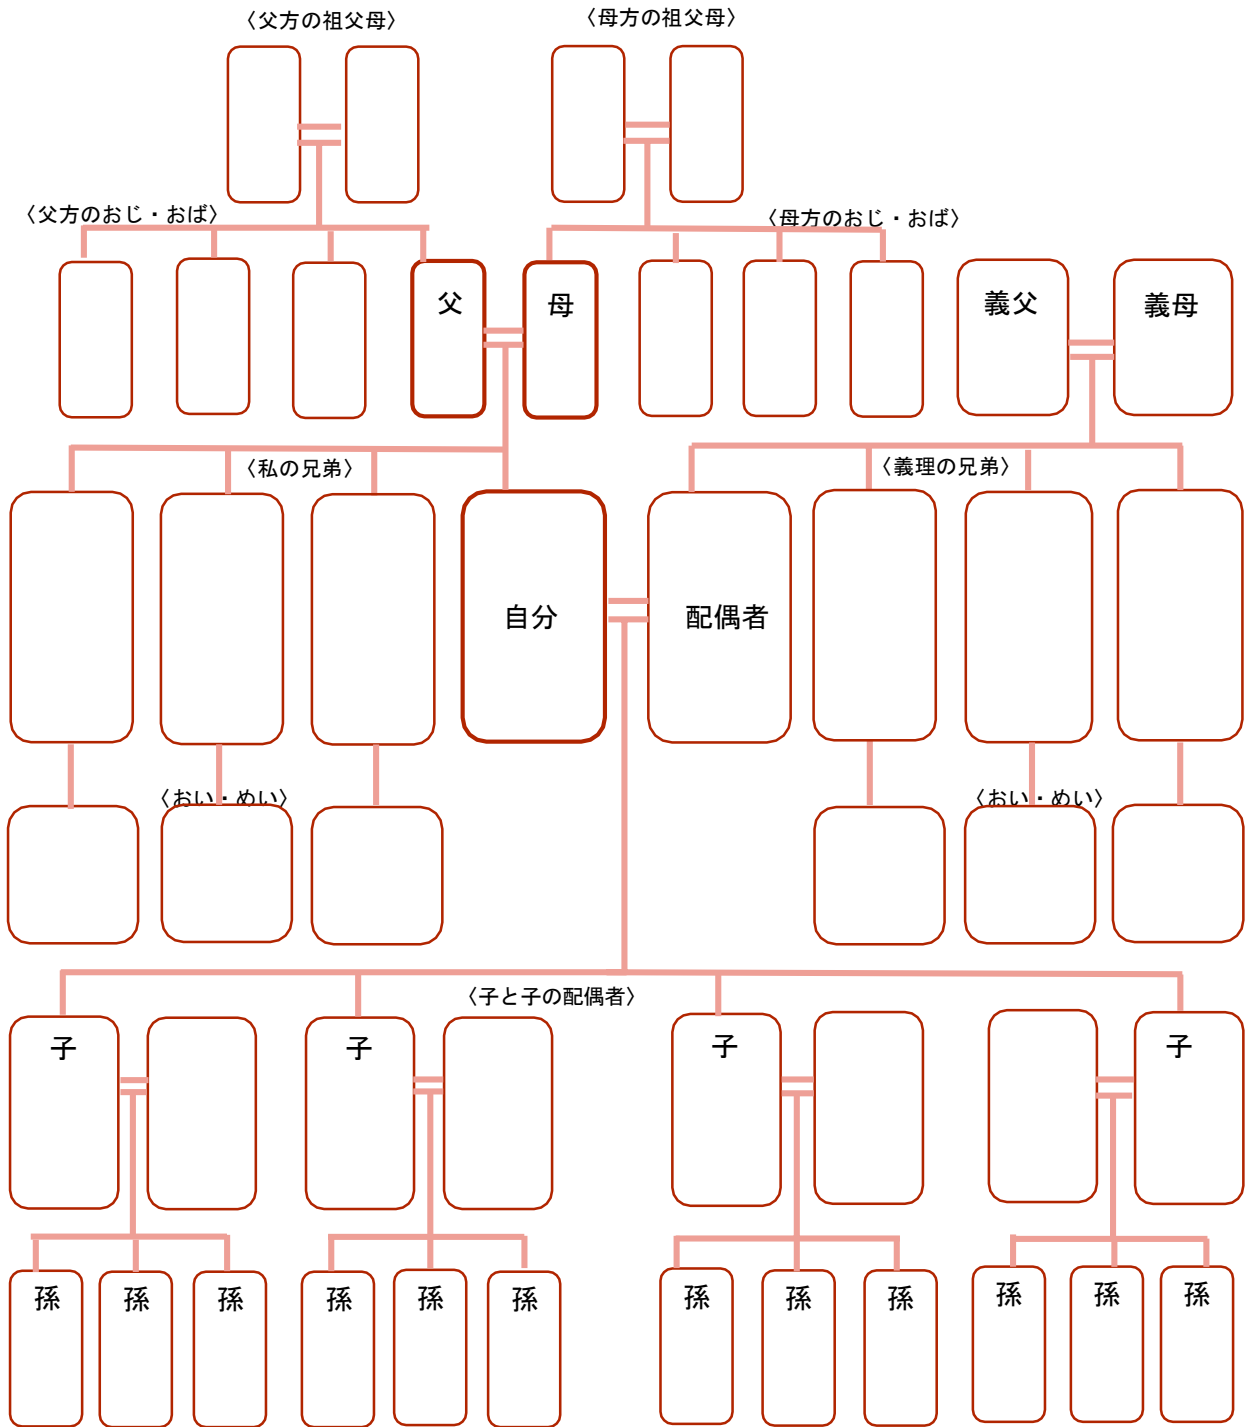 〈父方の祖父母〉
〈母方の祖父母〉
〈父方のおじ・おば〉
〈母方のおじ・おば〉
父
母
義父
義母
〈私の兄弟〉
〈義理の兄弟〉
自分
配偶者
〈おい・めい〉
〈おい・めい〉
〈子と子の配偶者〉
子
子
子
子
孫
孫
孫
孫
孫
孫
孫
孫
孫
孫
孫
孫